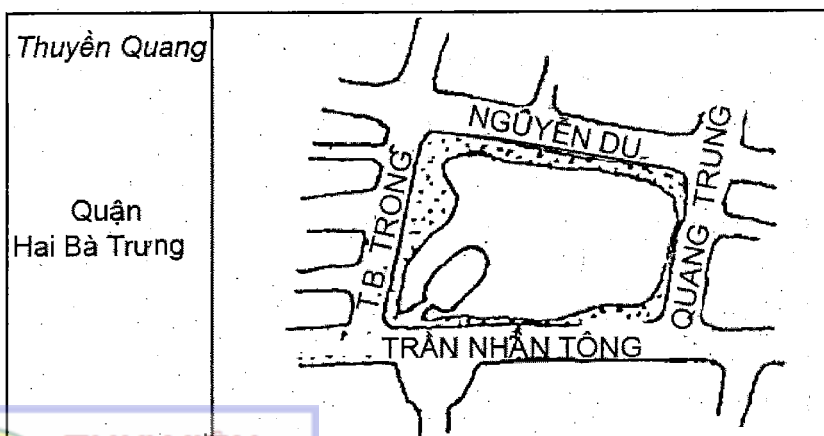 Thuyền Quang
Quận
Hai Bà Trưng
NGUYỄN DU
T.B. TRỌNG
QUANG TRUNG
TRẦN NHÂN TÔNG